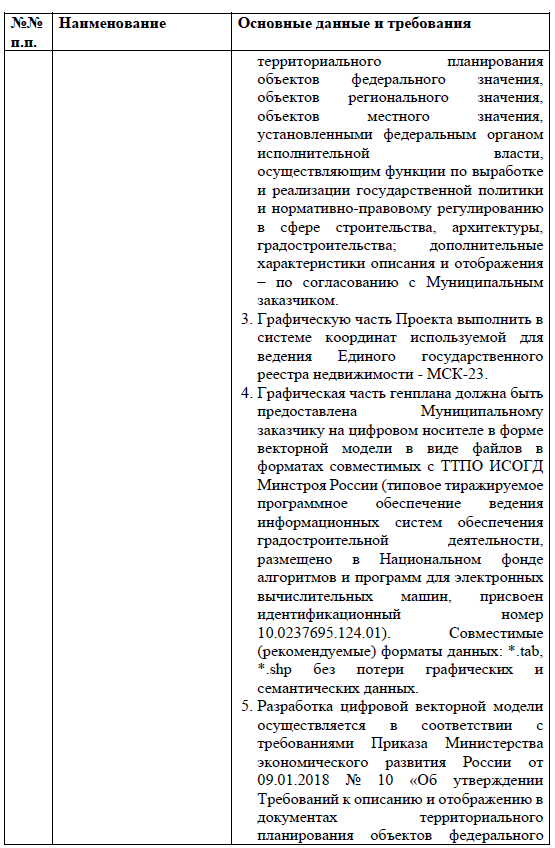 №№ Наименование Основные данные и требования
п.п.
территориального планирования
объектов федерального значения,
объектов регионального значения,
объектов местного значения,
установленными федеральным органом
исполнительной власти,
осуществляющим функции по выработке
и реализации государственной политики
и нормативно-правовому регулированию
в сфере строительства, архитектуры,
градостроительства; дополнительные
характеристики описания и отображения
– по согласованию с Муниципальным
заказчиком.
3. Графическую часть Проекта выполнить в
системе координат используемой для
ведения Единого государственного
реестра недвижимости - МСК-23.
4. Графическая часть генплана должна быть
предоставлена Муниципальному
заказчику на цифровом носителе в форме
векторной модели в виде файлов в
форматах совместимых с ТТПО ИСОГД
Минстроя России (типовое тиражируемое
программное обеспечение ведения
информационных систем обеспечения
градостроительной деятельности,
размещено в Национальном фонде
алгоритмов и программ для электронных
вычислительных машин, присвоен
идентификационный номер
10.0237695.124.01). Совместимые
(рекомендуемые) форматы данных: *.tab,
*.shp без потери графических и
семантических данных.
5. Разработка цифровой векторной модели
осуществляется в соответствии с
требованиями Приказа Министерства
экономического развития России от
09.01.2018 № 10 «Об утверждении
Требований к описанию и отображению в
документах территориального
планирования объектов федерального